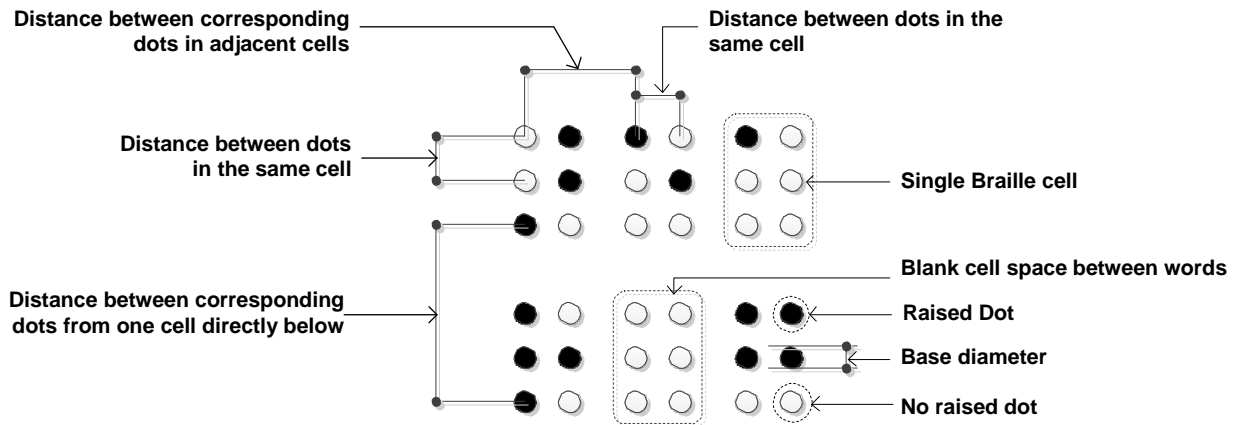 Distance between corresponding
dots in adjacent cells
Distance between dots in the
same cell
Distance between dots
in the same cell
Single Braille cell
Blank cell space between words
Distance between corresponding
dots from one cell directly below
Raised Dot
Base diameter
No raised dot